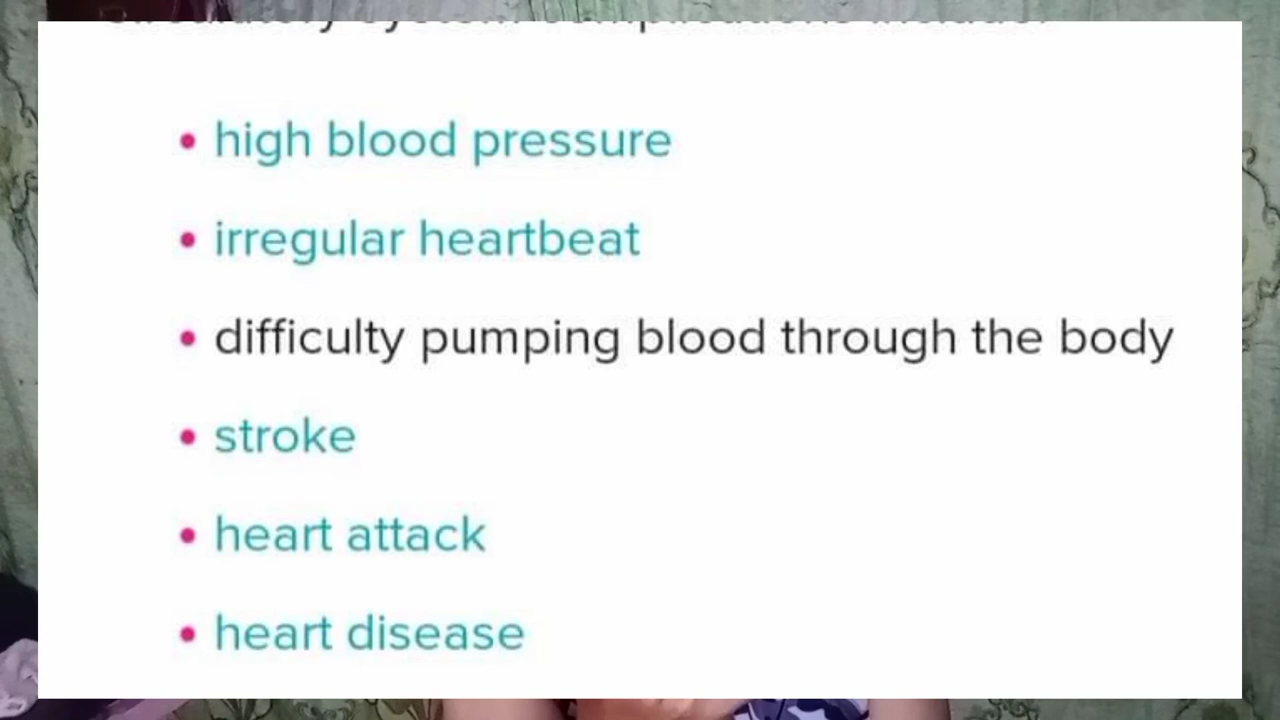 • high blood pressure
• irregular heartbeat
• difficulty pumping blood through the body
• stroke
• heart attack
• heart disease